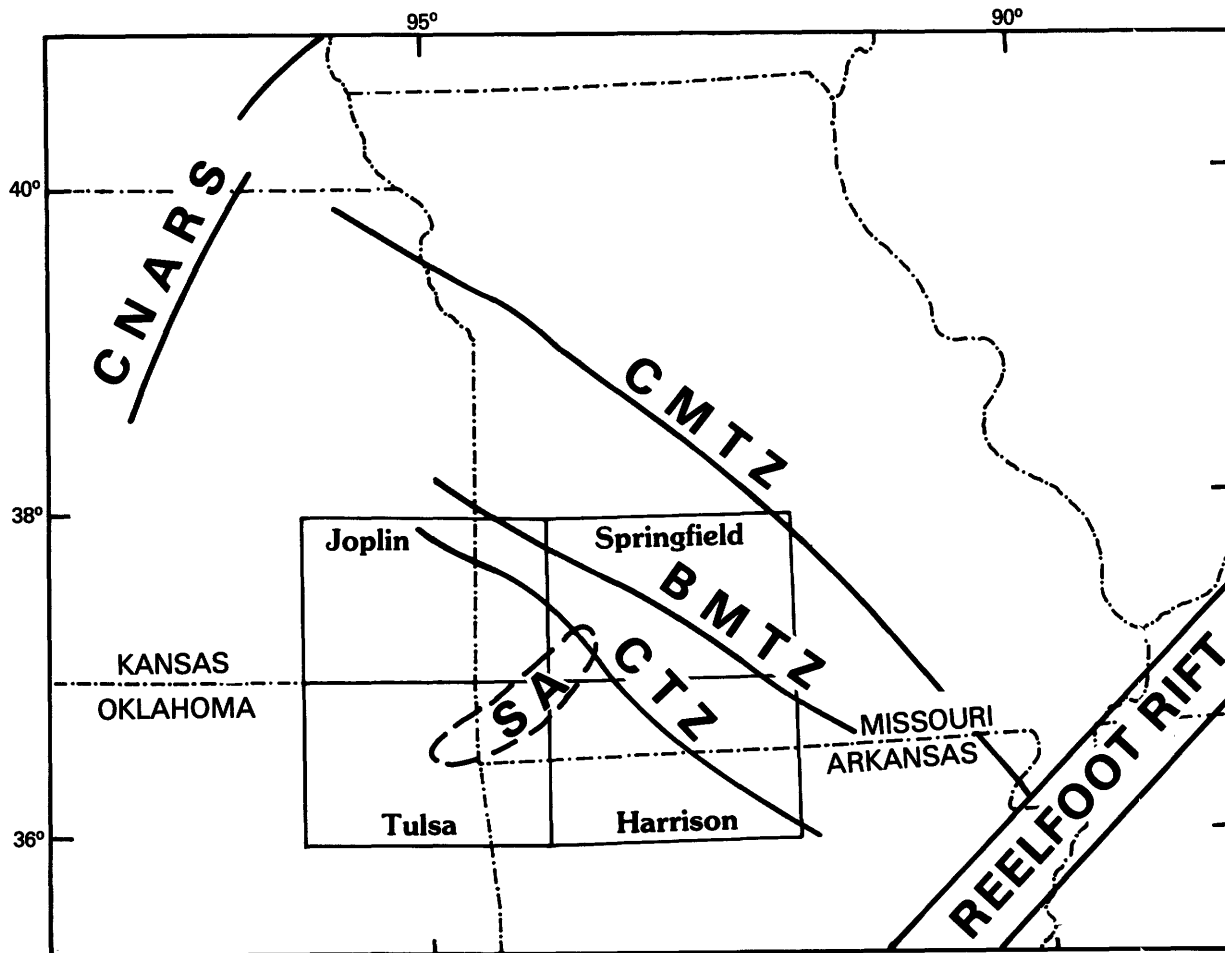 95° 90°
40°
CNARS
CMTZ
38°
Joplin Springfield
BMTZ
CTZ
KANSAS
OKLAHOMA
SA
MISSOURI
ARKANSAS
REELFOOT RIFT
Tulsa Harrison
36°